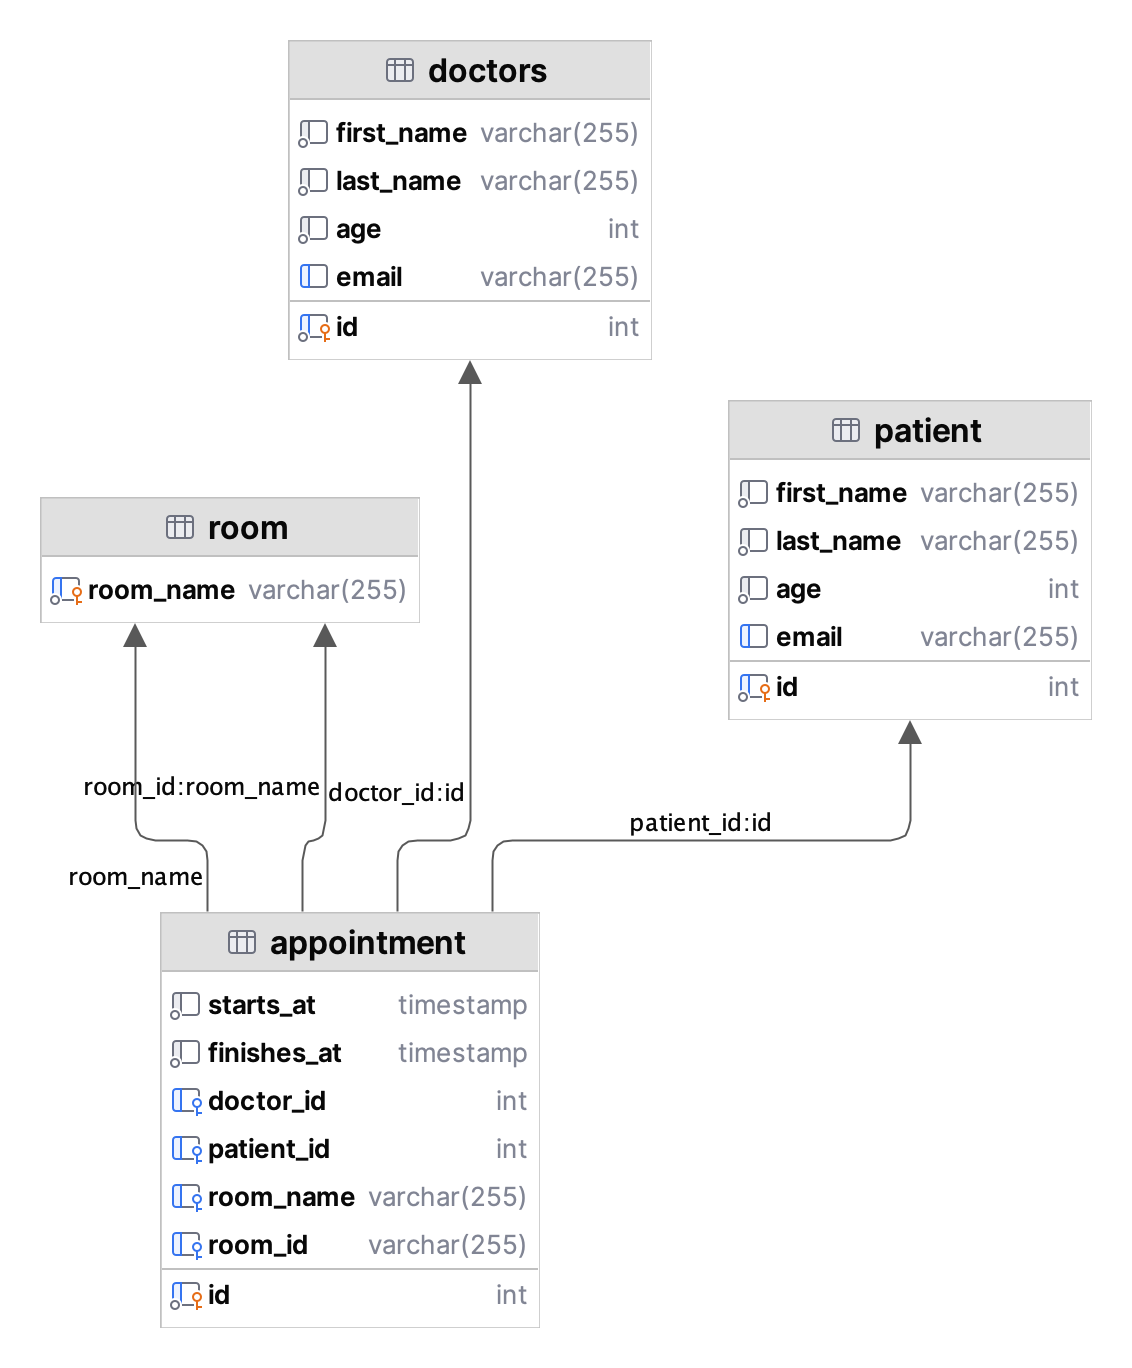 doctors
first_name varchar(255)
last_name varchar(255)
age int
email varchar(255)
id int
patient
first_name varchar(255)
last_name varchar(255)
age int
email varchar(255)
id int
room
room_name varchar(255)
room_id:room_name
doctor_id:id
patient_id:id
room_name
appointment
starts_at timestamp
finishes_at timestamp
doctor_id int
patient_id int
room_name varchar(255)
room_id varchar(255)
id int